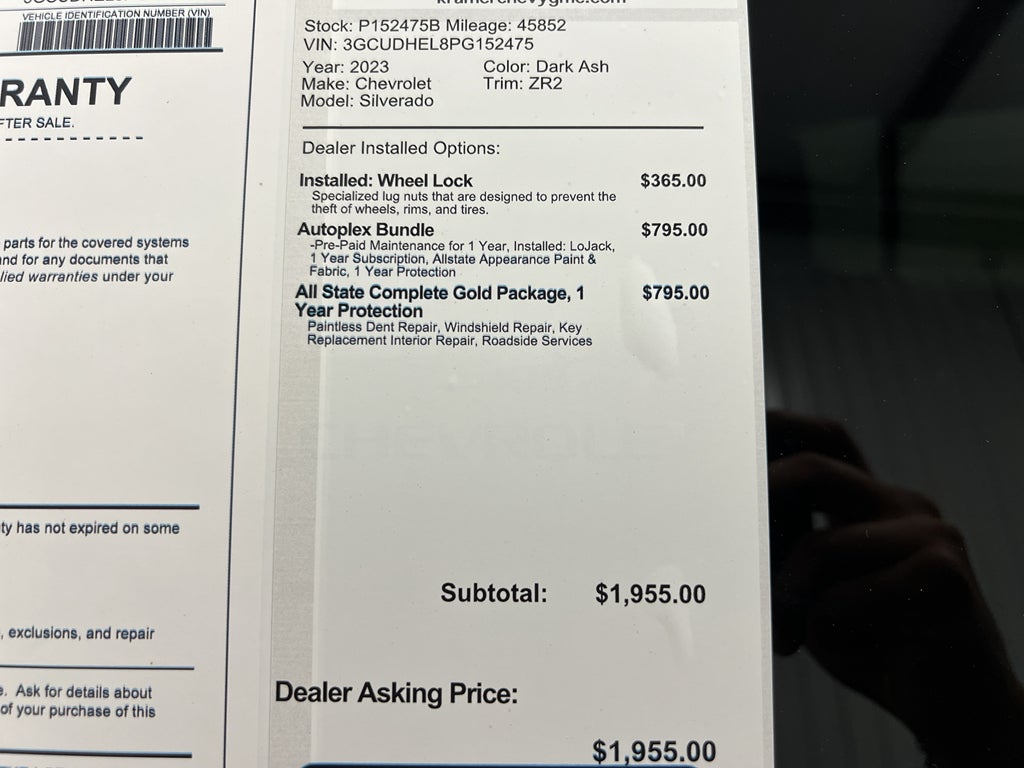 VEHICLE IDENTIFICATION NUMBER (VIN)
RANTY
FTER SALE.
parts for the covered systems
and for any documents that
lied warranties under your
ty has not expired on some
, exclusions, and repair
e. Ask for details about
of your purchase of this
kramerchevygmc.com
Stock: P152475B Mileage: 45852
VIN: 3GCUDHEL8PG152475
Year: 2023 Color: Dark Ash
Make: Chevrolet Trim: ZR2
Model: Silverado
Dealer Installed Options:
Installed: Wheel Lock $365.00
Specialized lug nuts that are designed to prevent the
theft of wheels, rims, and tires.
Autoplex Bundle $795.00
-Pre-Paid Maintenance for 1 Year, Installed: LoJack,
1 Year Subscription, Allstate Appearance Paint &
Fabric, 1 Year Protection
All State Complete Gold Package, 1 $795.00
Year Protection
Paintless Dent Repair, Windshield Repair, Key
Replacement Interior Repair, Roadside Services
CHEVROLET
Subtotal: $1,955.00
Dealer Asking Price:
$1,955.00